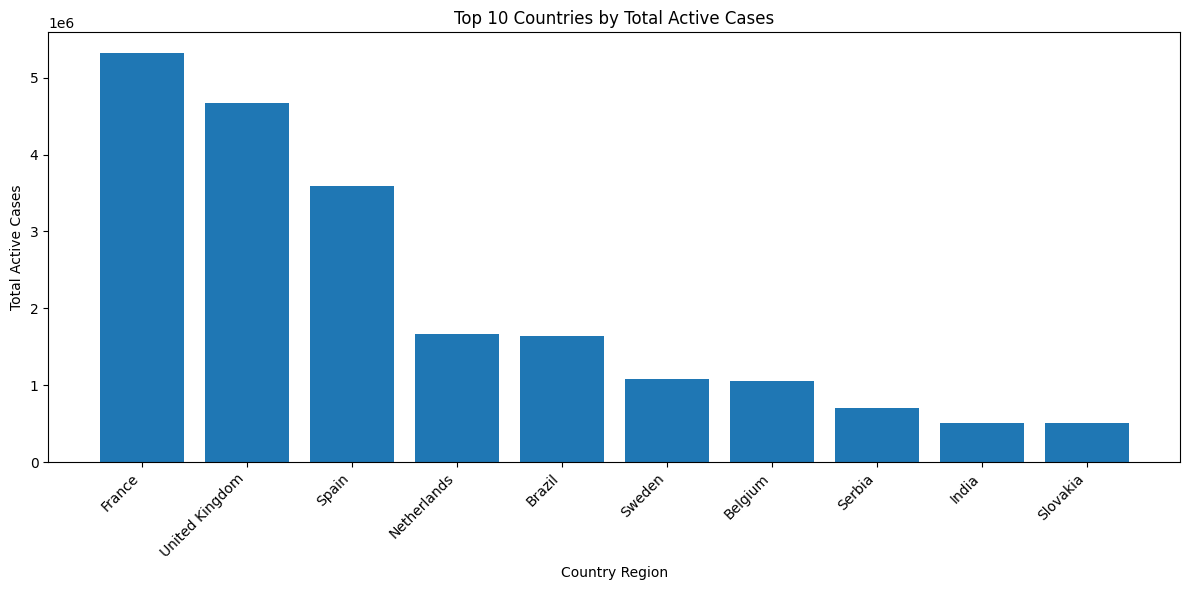 Top 10 Countries by Total Active Cases
1e6
5
4
3
2
1
0
Total Active Cases
France
United Kingdom
Spain
Netherlands
Brazil
Sweden
Belgium
Serbia
India
Slovakia
Country Region